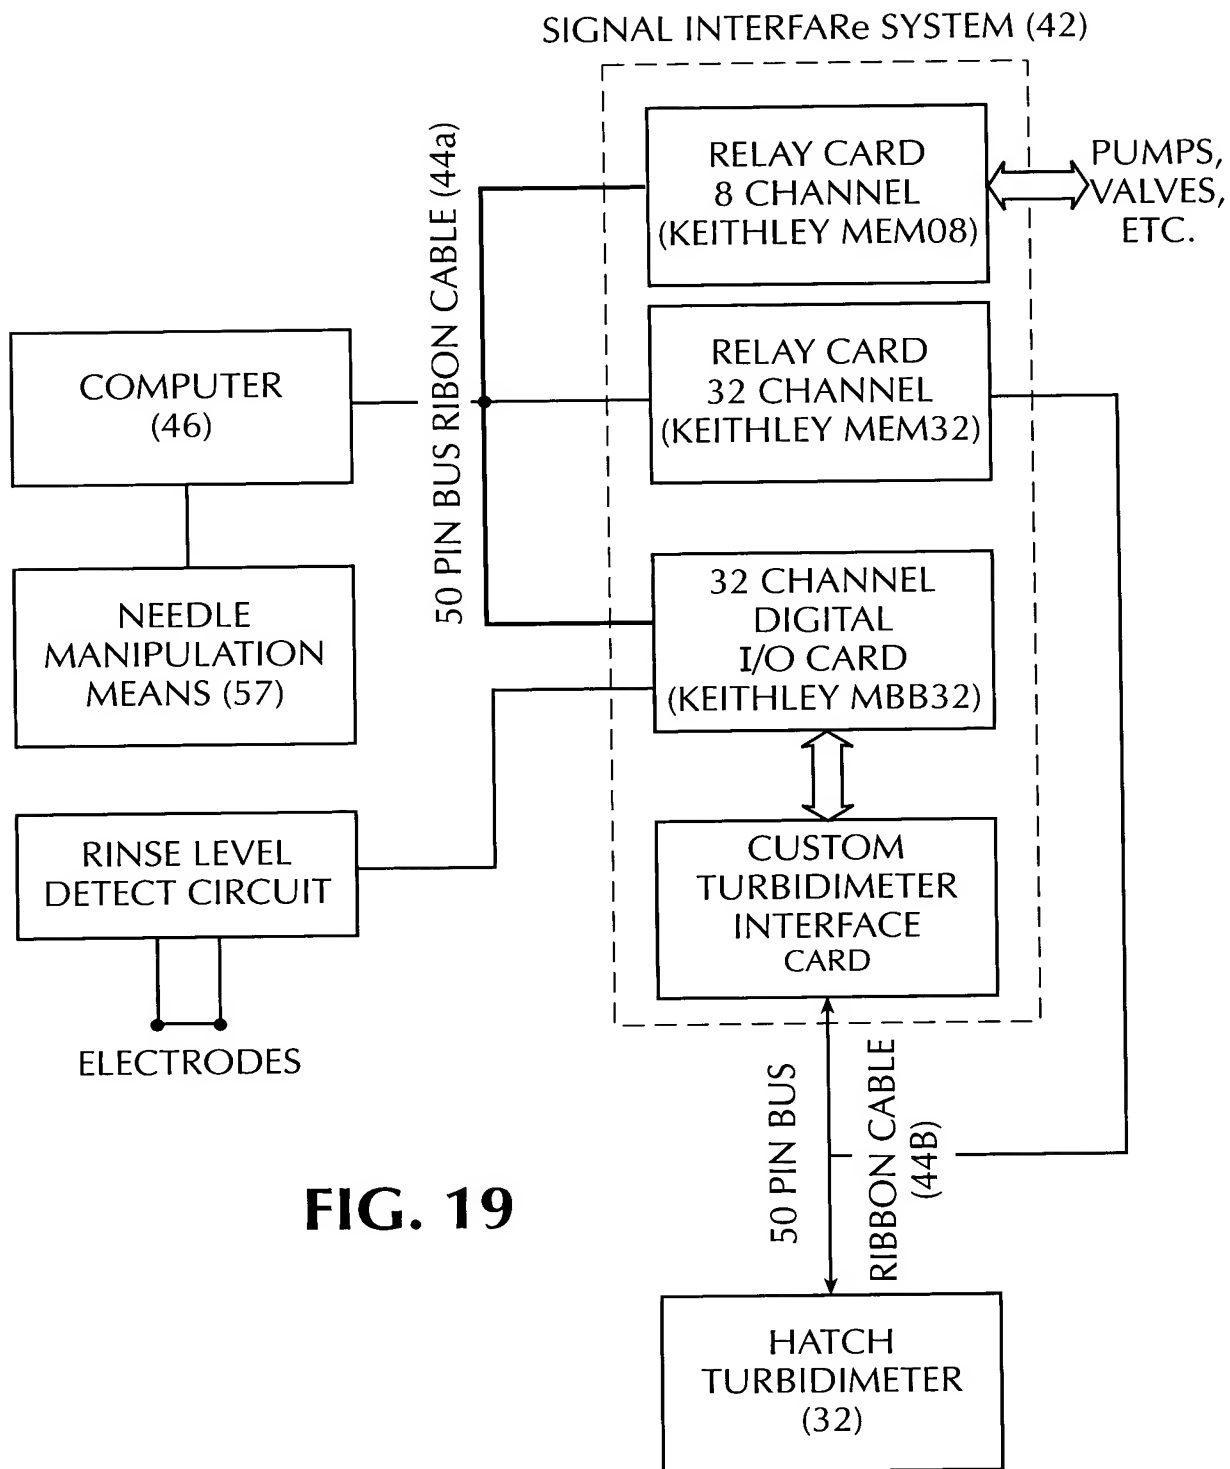 SIGNAL INTERFARe SYSTEM (42)
RELAY CARD
8 CHANNEL
(KEITHLEY MEM08)
PUMPS,
VALVES,
ETC.
50 PIN BUS RIBON CABLE (44a)
RELAY CARD
32 CHANNEL
(KEITHLEY MEM32)
COMPUTER
(46)
NEEDLE
MANIPULATION
MEANS (57)
32 CHANNEL
DIGITAL
I/O CARD
(KEITHLEY MBB32)
RINSE LEVEL
DETECT CIRCUIT
ELECTRODES
CUSTOM
TURBIDIMETER
INTERFACE
CARD
50 PIN BUS
RIBBON CABLE
(44B)
FIG. 19
HATCH
TURBIDIMETER
(32)